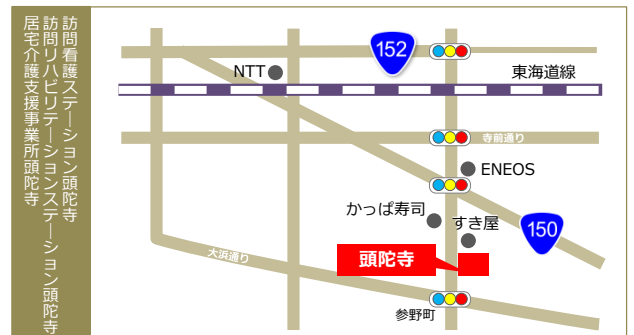 訪問看護ステーション頭陀寺
訪問リハビリテーションステーション頭陀寺
居宅介護支援事業所頭陀寺
152
NTT
東海道線
寺前通り
ENEOS
かっぱ寿司
すき屋
150
大浜通り
頭陀寺
参野町